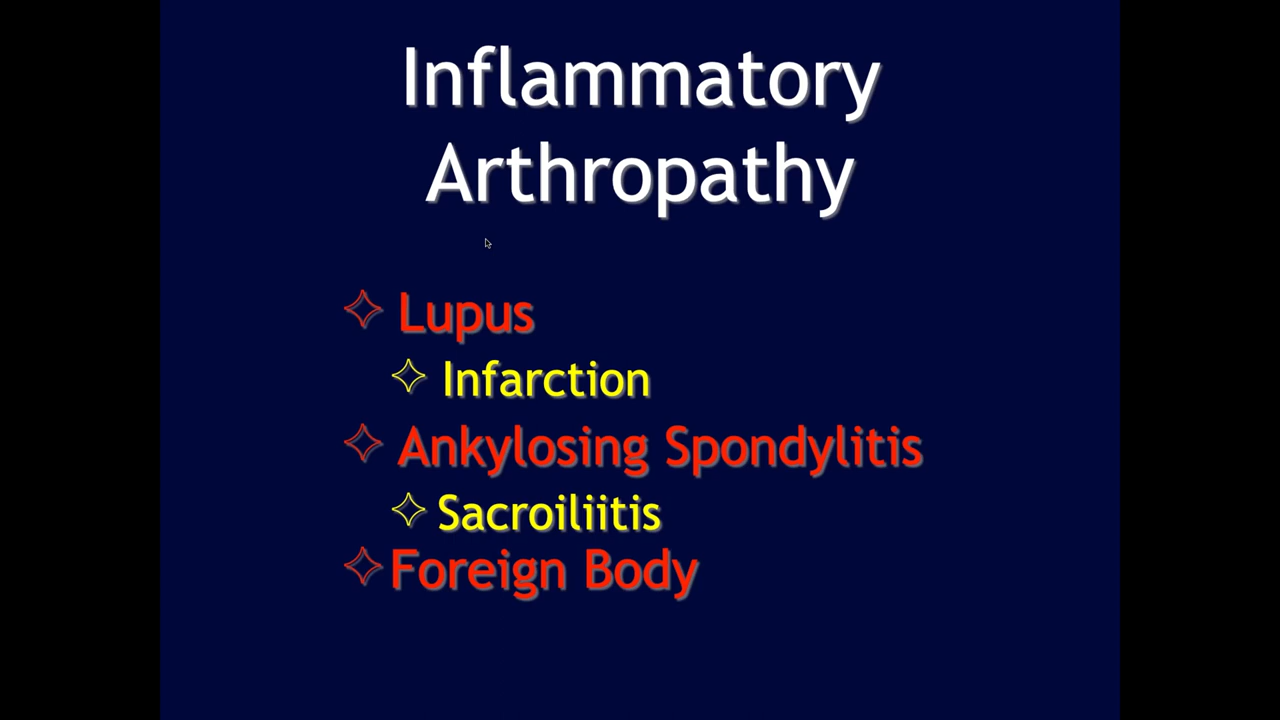 Inflammatory
Arthropathy
Lupus
Infarction
Ankylosing Spondylitis
Sacroiliitis
Foreign Body